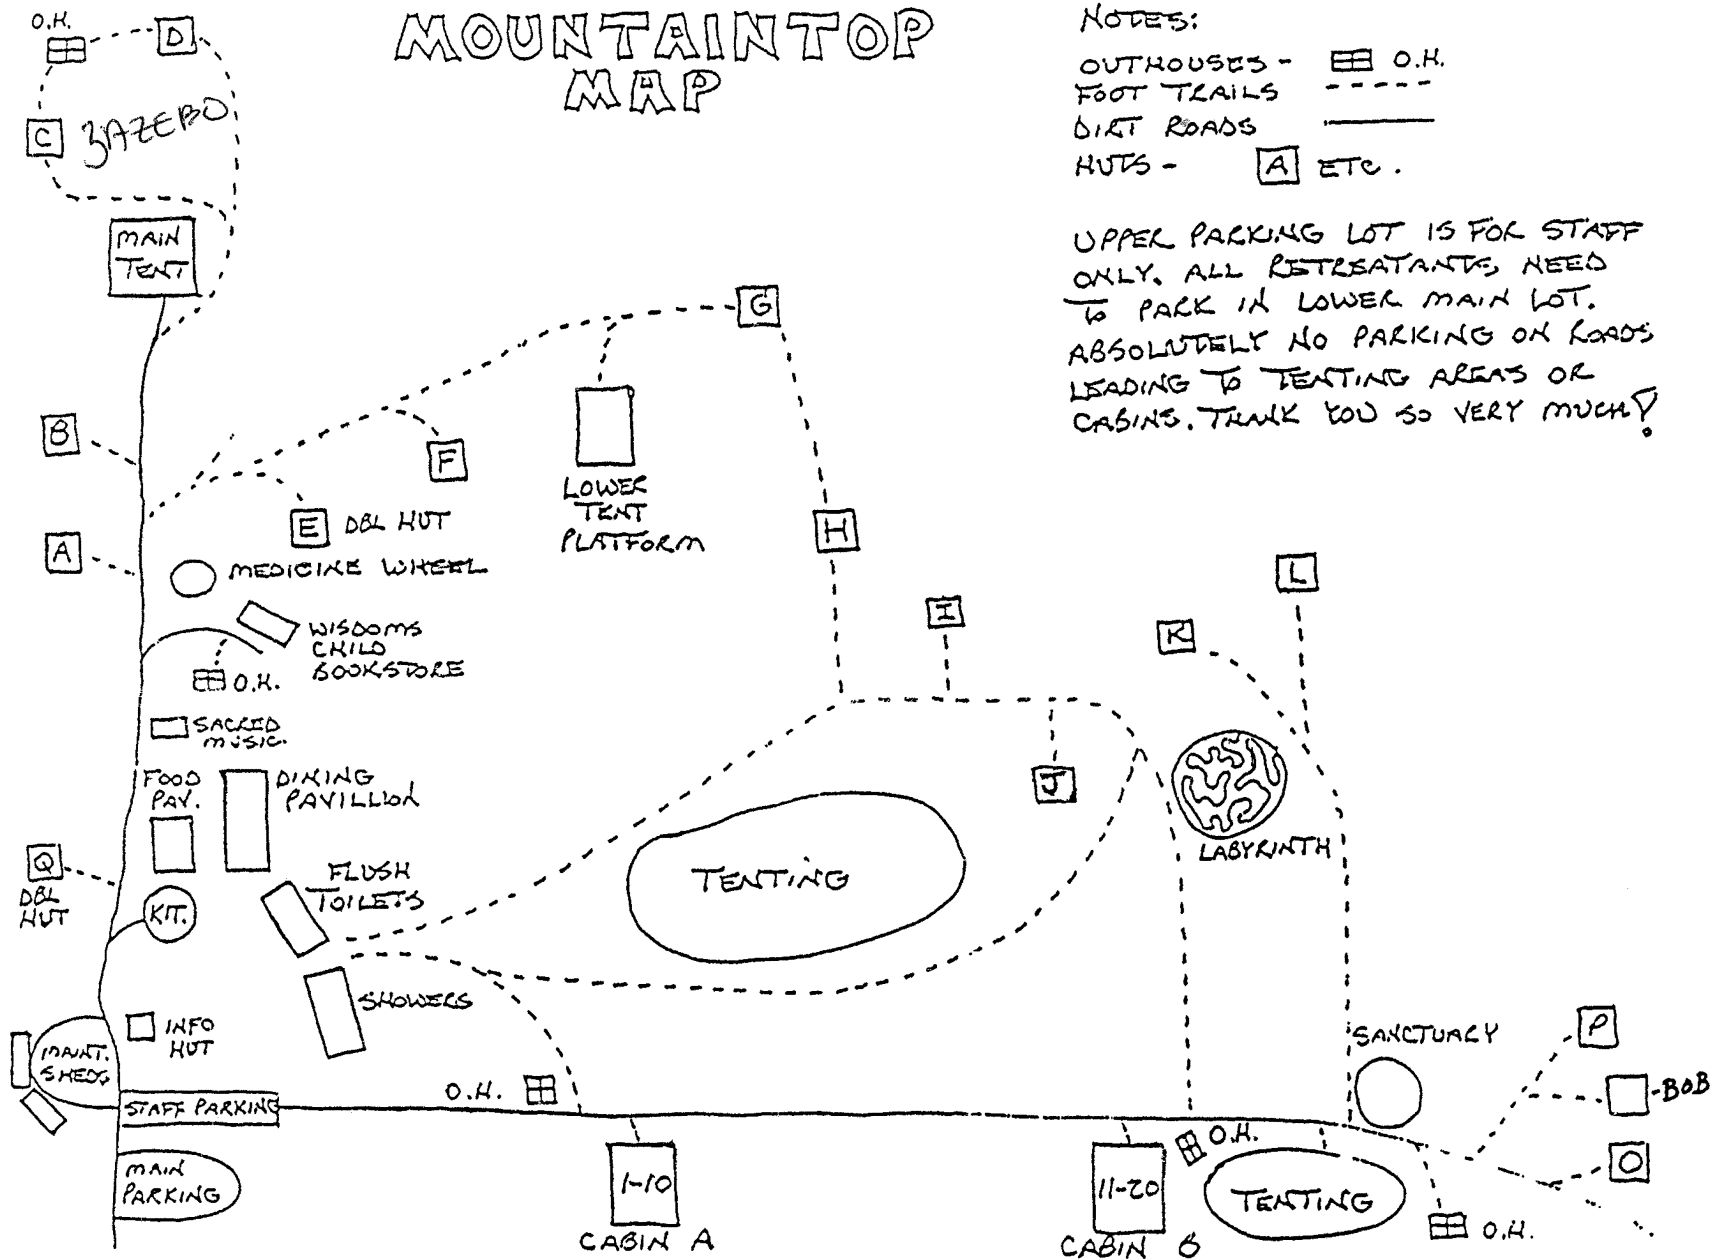 MOUNTAINTOP
MAP
NOTES:
OUTHOUSES - O.H.
FOOT TRAILS
DIRT ROADS
HUTS - A ETC.
UPPER PARKING LOT IS FOR STAFF
ONLY. ALL RETREATANTS, NEED
TO PARK IN LOWER MAIN LOT.
ABSOLUTELY NO PARKING ON ROADS
LEADING TO TENTING AREAS OR
CABINS. THANK YOU SO VERY MUCH!
O.H.
D
C
GAZEBO
MAIN
TENT
G
B
F
LOWER
TENT
PLATFORM
E DBL HUT
H
A
MEDICINE WHEEL
L
I
K
WISDOMS
CHILD
BOOKSTORE
O.H.
SACRED
MUSIC.
FOOD
PAV.
DINING
PAVILLION
J
LABYRINTH
TENTING
Q
DBL
HUT
FLUSH
TOILETS
KIT.
SHOWERS
INFO
HUT
MAINT.
SHEDS
SANCTUARY
P
-BOB
O.H.
STAFF PARKING
O.H.
O
MAIN
PARKING
1-10
CABIN A
11-20
CABIN B
TENTING
O.H.